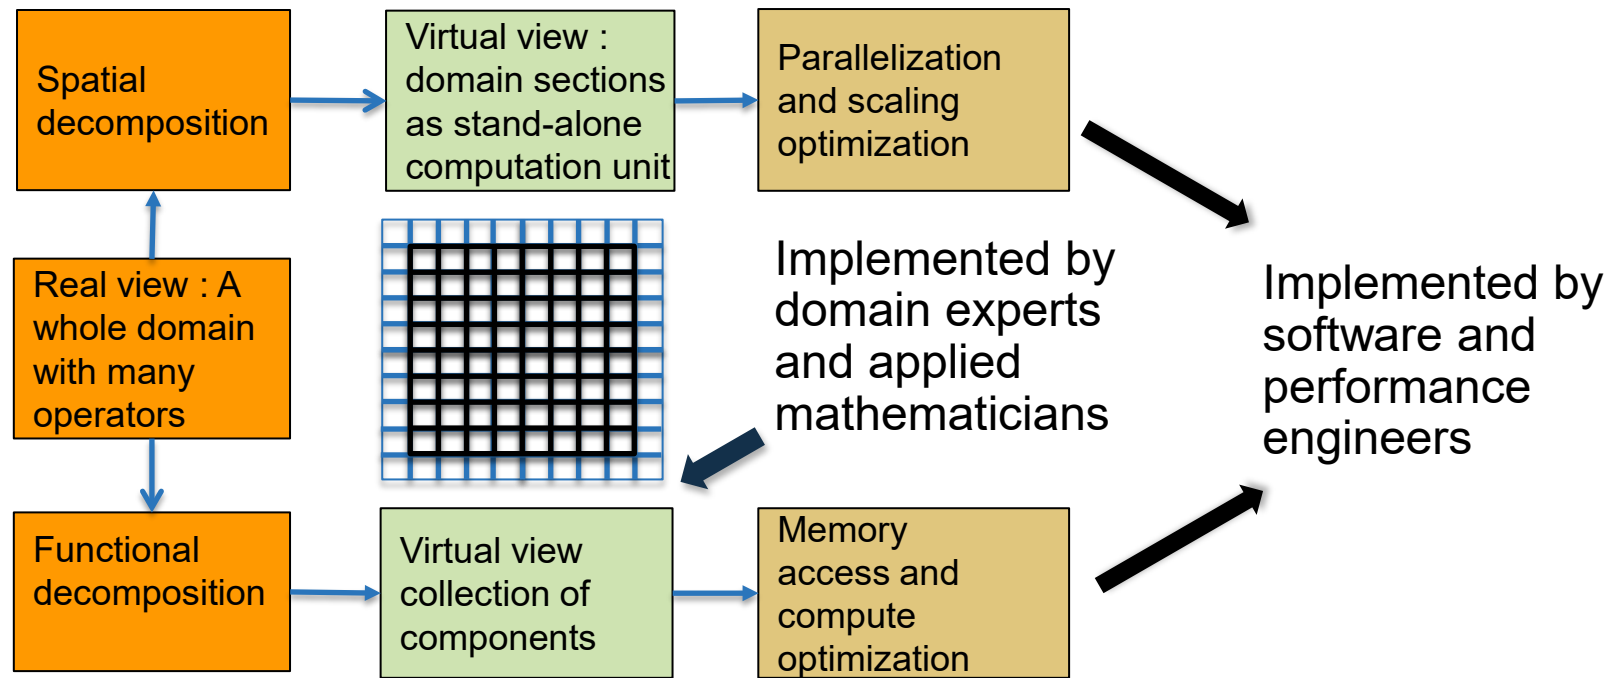 Spatial
decomposition
Virtual view :
domain sections
as stand-alone
computation unit
Parallelization
and scaling
optimization
Real view : A
whole domain
with many
operators
Implemented by
domain experts
and applied
mathematicians
Implemented by
software and
performance
engineers
Functional
decomposition
Virtual view
collection of
components
Memory
access and
compute
optimization